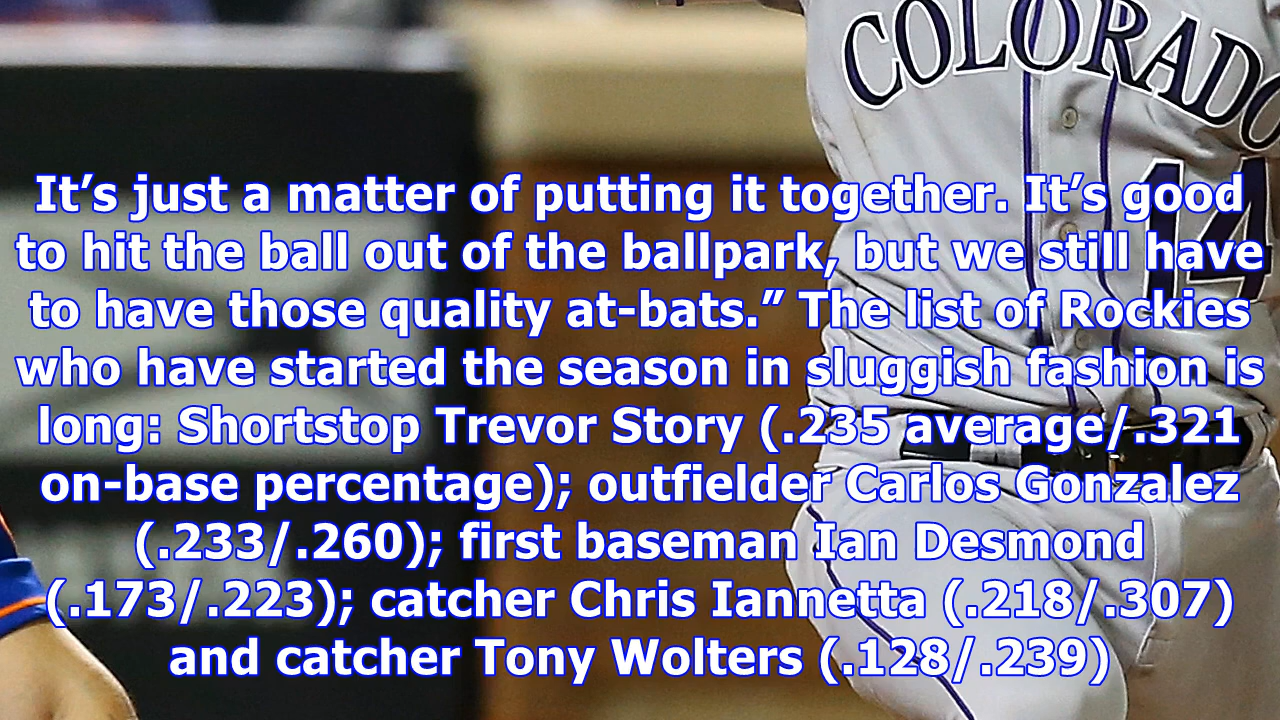 COLORADO
14
It’s just a matter of putting it together. It’s good
to hit the ball out of the ballpark, but we still have
to have those quality at-bats.” The list of Rockies
who have started the season in sluggish fashion is
long: Shortstop Trevor Story (.235 average/.321
on-base percentage); outfielder Carlos Gonzalez
(.233/.260); first baseman Ian Desmond
(.173/.223); catcher Chris Iannetta (.218/.307)
and catcher Tony Wolters (.128/.239)